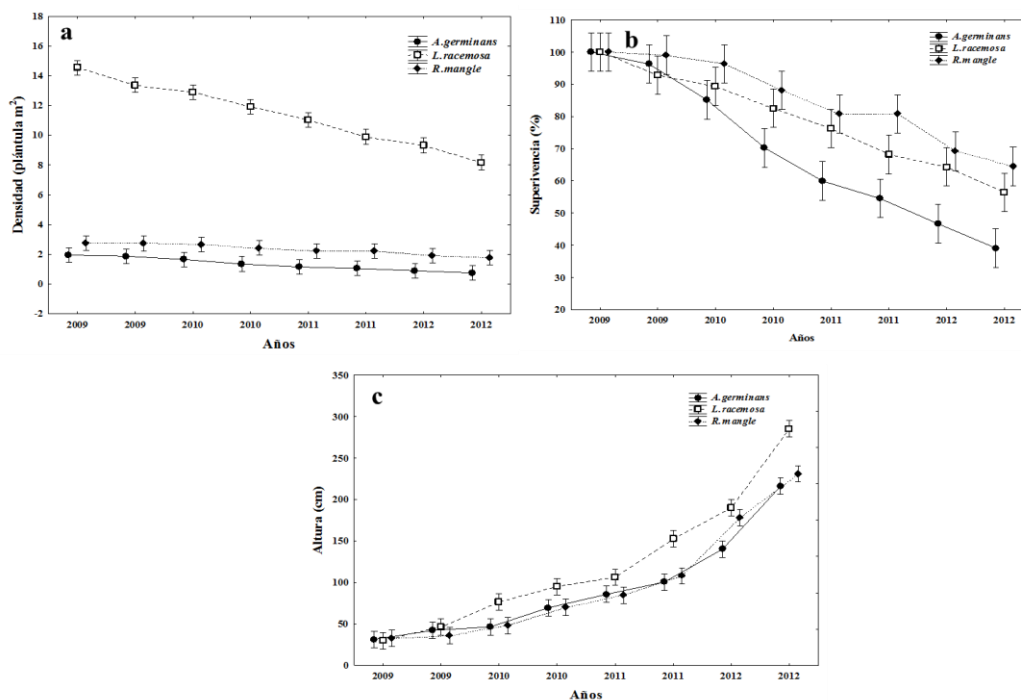 a
A.germinans
L.racemosa
R.mangle
Densidad (plántula m²)
18
16
14
12
10
8
6
4
2
0
-2
2009 2009 2010 2010 2011 2011 2012 2012
Años
b
A.germinans
L.racemosa
R.mangle
Superivencia (%)
110
100
90
80
70
60
50
40
30
20
2009 2009 2010 2010 2011 2011 2012 2012
Años
c
A.germinans
L.racemosa
R.mangle
Altura (cm)
350
300
250
200
150
100
50
0
2009 2009 2010 2010 2011 2011 2012 2012
Años